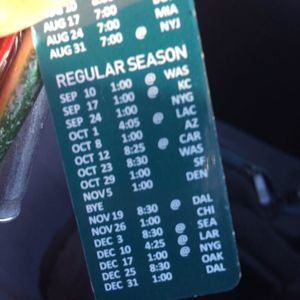 AUG 17 7:00
AUG 24 7:00 MIA
AUG 31 7:00 @ NYJ
REGULAR SEASON
SEP 10 1:00 @ WAS
SEP 17 1:00 @ KC
SEP 24 1:00 NYG
OCT 1 4:05 @ LAC
OCT 8 1:00 AZ
OCT 12 8:25 @ CAR
OCT 23 8:30 WAS
OCT 29 1:00 SF
NOV 5 1:00 DEN
BYE
NOV 19 8:30 @ DAL
NOV 26 1:00 CHI
DEC 3 8:30 @ SEA
DEC 10 4:25 @ LAR
DEC 17 1:00 @ NYG
DEC 25 8:30 OAK
DEC 31 1:00 DAL